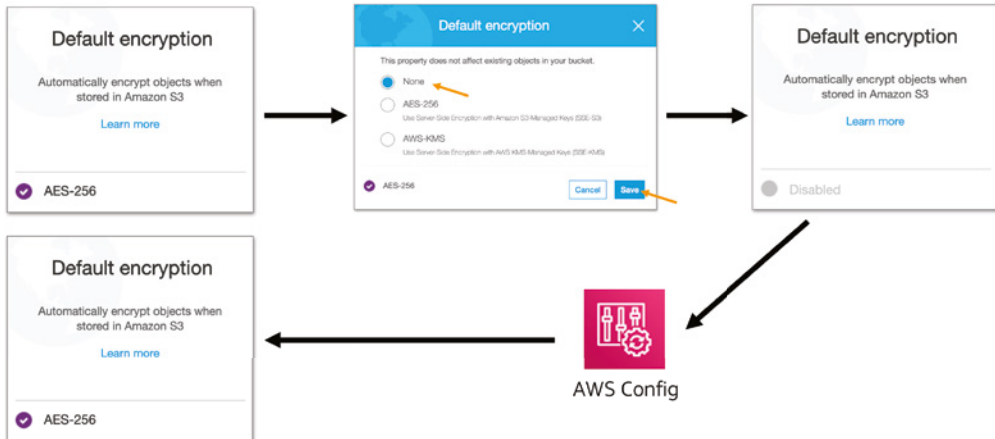 Default encryption
Automatically encrypt objects when
stored in Amazon S3
Learn more
AES-256
Default encryption
This property does not affect existing objects in your bucket.
None
AES-256
Use Server-Side Encryption with Amazon S3-Managed Keys (SSE-S3)
AWS-KMS
Use Server-Side Encryption with AWS KMS-Managed Keys (SSE-KMS)
AES-256
Cancel
Save
Default encryption
Automatically encrypt objects when
stored in Amazon S3
Learn more
Disabled
AWS Config
Default encryption
Automatically encrypt objects when
stored in Amazon S3
Learn more
AES-256